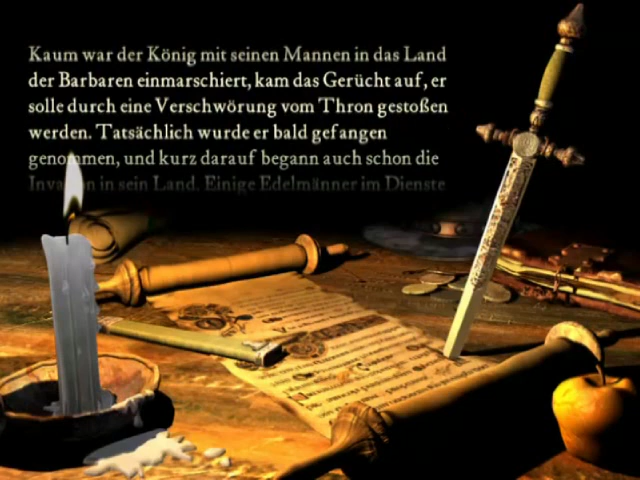 Kaum war der König mit seinen Mannen in das Land
der Barbaren einmarschiert, kam das Gerücht auf, er
solle durch eine Verschwörung vom Thron gestoßen
werden. Tatsächlich wurde er bald gefangen
genommen, und kurz darauf begann auch schon die
Invasion in sein Land. Einige Edelmänner im Dienste